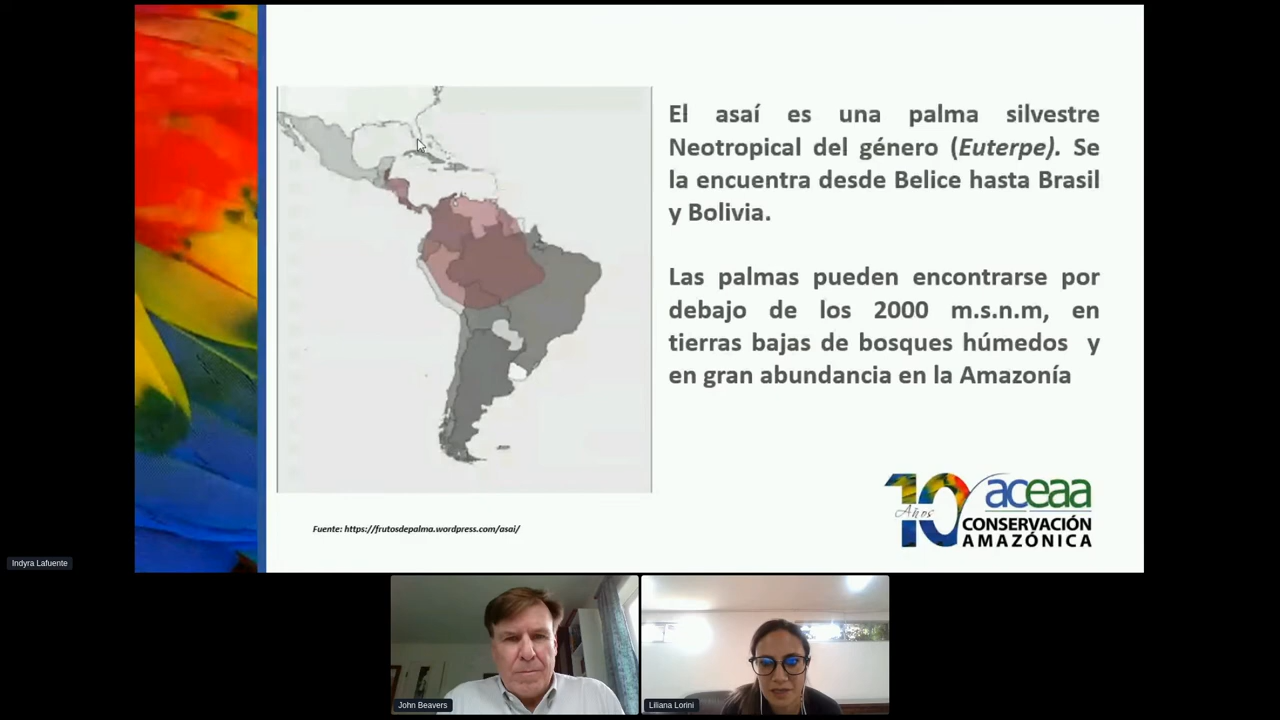 El asaí es una palma silvestre
Neotropical del género (Euterpe). Se
la encuentra desde Belice hasta Brasil
y Bolivia.
Las palmas pueden encontrarse por
debajo de los 2000 m.s.n.m, en
tierras bajas de bosques húmedos y
en gran abundancia en la Amazonía
Fuente: https://frutosdepalma.wordpress.com/asai/
10 Años aceaa
CONSERVACIÓN
AMAZÓNICA
Indyra Lafuente
John Beavers
Liliana Lorini